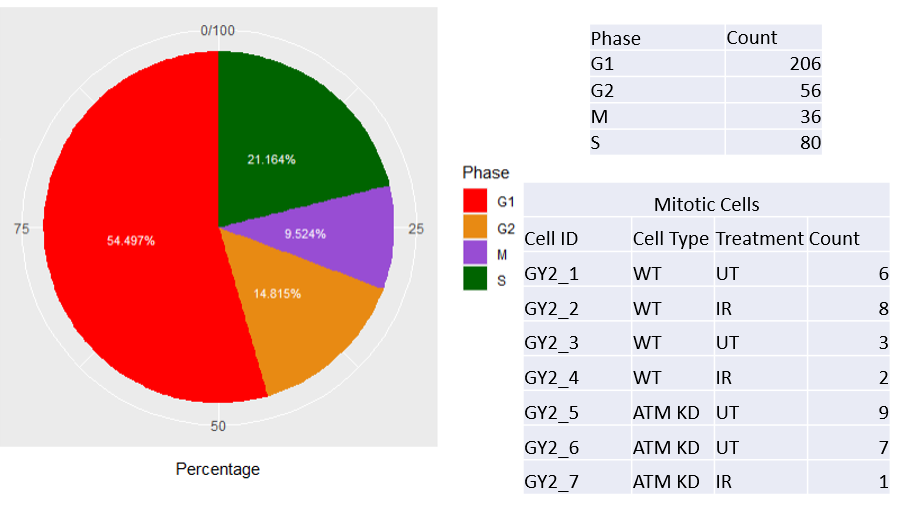 0/100
21.164%
75
54.497%
9.524%
25
14.815%
50
Percentage
Phase
G1
G2
M
S
Phase Count
G1 206
G2 56
M 36
S 80
Mitotic Cells
Cell ID Cell Type Treatment Count
GY2_1 WT UT 6
GY2_2 WT IR 8
GY2_3 WT UT 3
GY2_4 WT IR 2
GY2_5 ATM KD UT 9
GY2_6 ATM KD UT 7
GY2_7 ATM KD IR 1